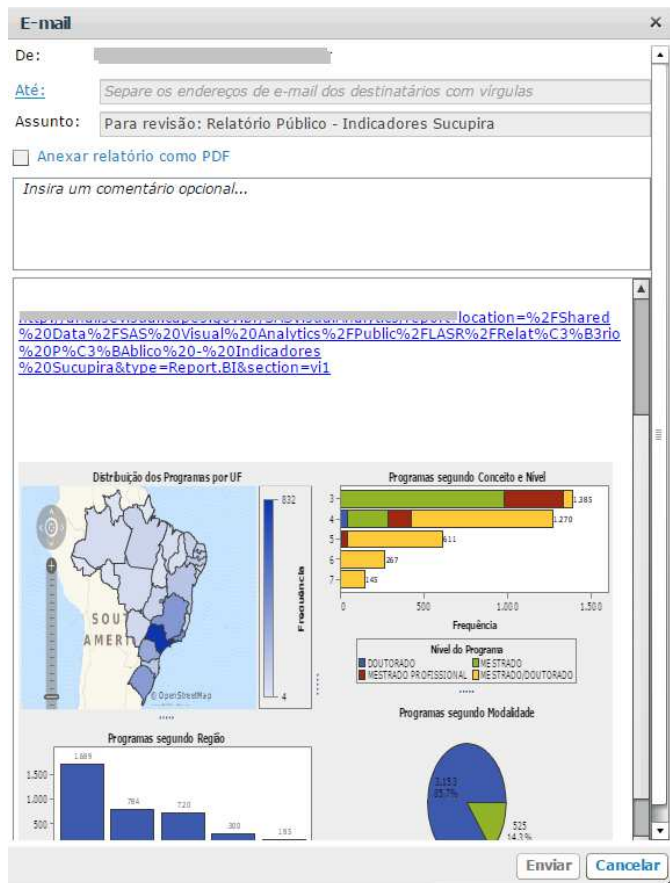 E-mail
De:
Até:
Separe os endereços de e-mail dos destinatários com vírgulas
Assunto:
Para revisão: Relatório Público - Indicadores Sucupira
Anexar relatório como PDF
Insira um comentário opcional...
location=%2FShared
%20Data%2FSAS%20Visual%20Analytics%2FPublic%2FLASR%2FRelat%C3%B3rio
%20P%C3%BAblico%20-%20Indicadores
%20Sucupira&type=Report.BI&section=vi1
Distribuição dos Programas por UF
832
Frequência
4
SOUT
AMERI
© OpenStreetMap
Programas segundo Conceito e Nível
3
1.385
4
1.270
5
611
6
267
7
145
0
500
1.000
1.500
Frequência
Nível do Programa
DOUTORADO
MESTRADO
MESTRADO PROFISSIONAL
MESTRADO/DOUTORADO
Programas segundo Região
1.500
1.000
500
794
720
300
Programas segundo Modalidade
3.153
85,7%
525
14,3%
Enviar
Cancelar